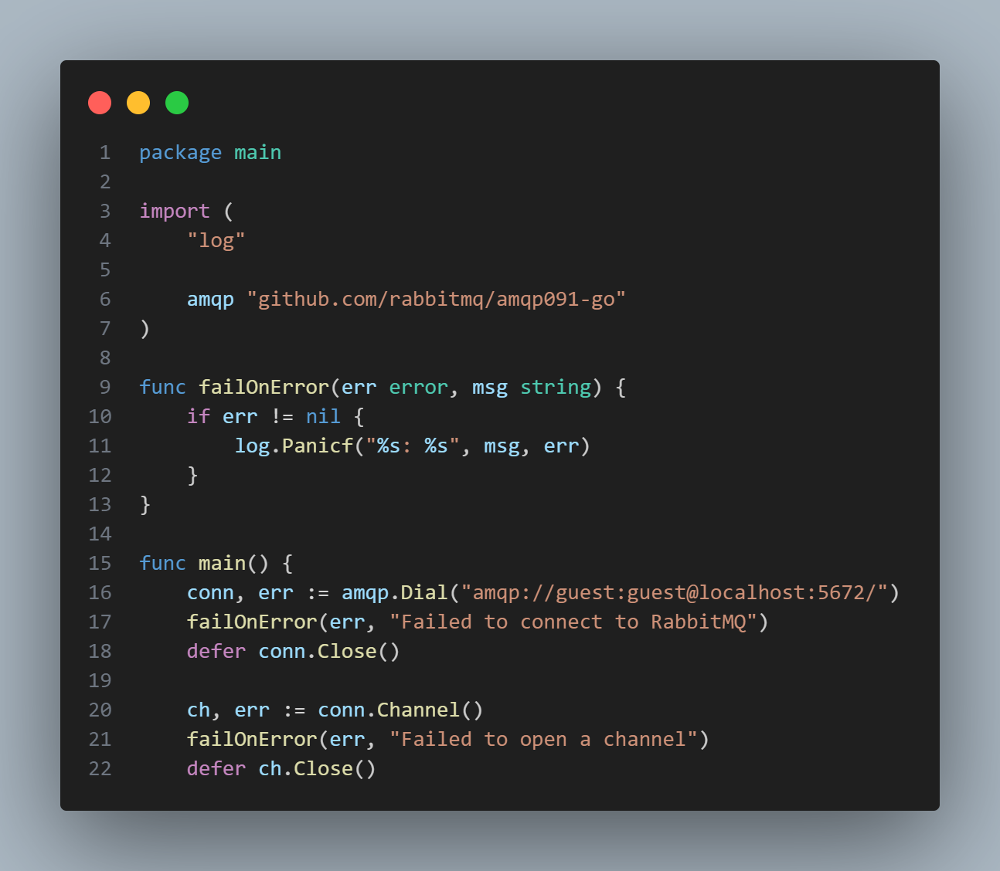 1 package main
2
3 import (
4     "log"
5
6     amqp "github.com/rabbitmq/amqp091-go"
7 )
8
9 func failOnError(err error, msg string) {
10     if err != nil {
11         log.Panicf("%s: %s", msg, err)
12     }
13 }
14
15 func main() {
16     conn, err := amqp.Dial("amqp://guest:guest@localhost:5672/")
17     failOnError(err, "Failed to connect to RabbitMQ")
18     defer conn.Close()
19
20     ch, err := conn.Channel()
21     failOnError(err, "Failed to open a channel")
22     defer ch.Close()